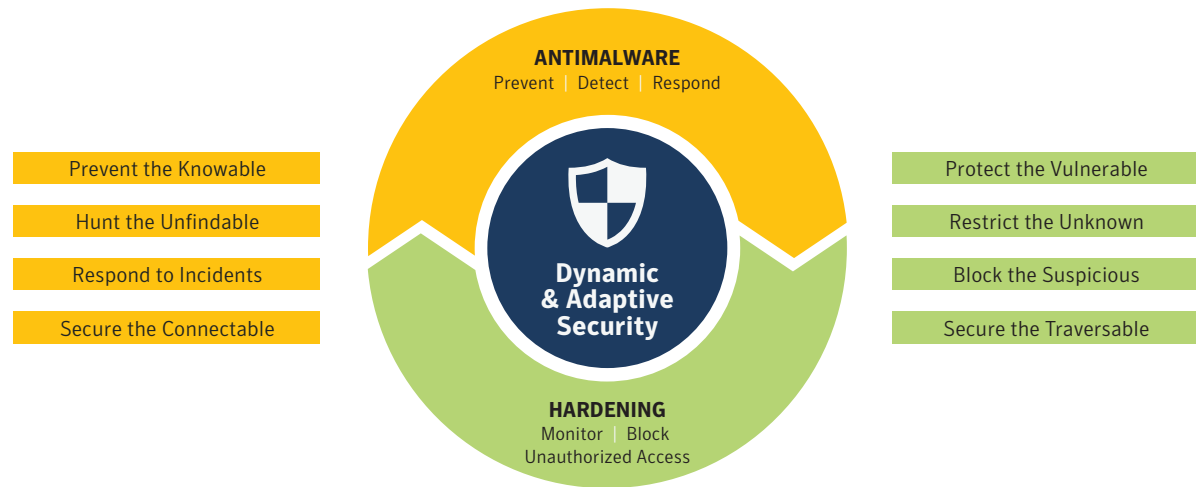 ANTIMALWARE
Prevent | Detect | Respond
Prevent the Knowable
Hunt the Unfindable
Respond to Incidents
Secure the Connectable
Dynamic
& Adaptive
Security
Protect the Vulnerable
Restrict the Unknown
Block the Suspicious
Secure the Traversable
HARDENING
Monitor | Block
Unauthorized Access